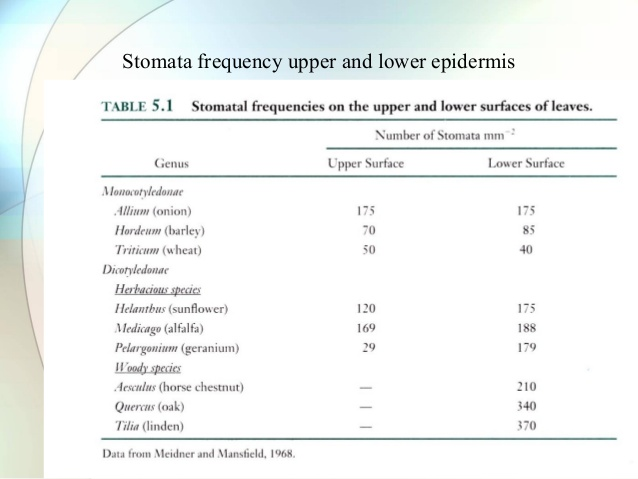 Stomata frequency upper and lower epidermis
TABLE 5.1 Stomatal frequencies on the upper and lower surfaces of leaves.
Number of Stomata mm⁻²
Genus Upper Surface Lower Surface
Monocotyledonae
Allium (onion) 175 175
Hordeum (barley) 70 85
Triticum (wheat) 50 40
Dicotyledonae
Herbacious species
Helanthus (sunflower) 120 175
Medicago (alfalfa) 169 188
Pelargonium (geranium) 29 179
Woody species
Aesculus (horse chestnut) — 210
Quercus (oak) — 340
Tilia (linden) — 370
Data from Meidner and Mansfield, 1968.